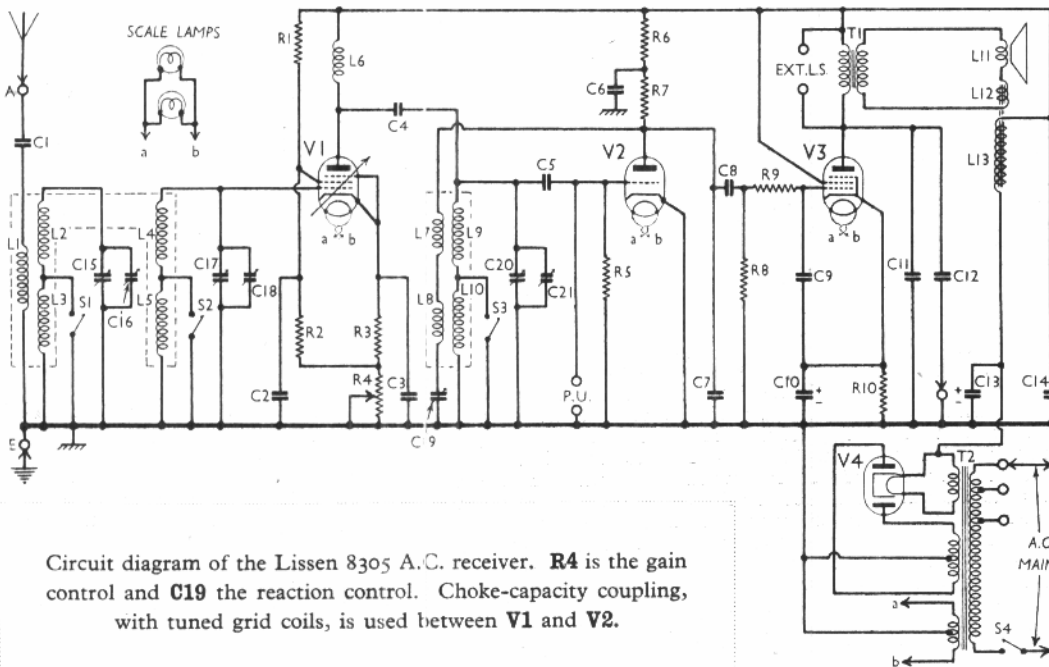 SCALE LAMPS
a b
A
C1
L1
L2
L3
S1
C15
C16
L4
L5
S2
C17
C18
R1
L6
V1
a b
C4
R2
R3
R4
C2
C3
C19
L7
L8
L9
L10
S3
C20
C21
C5
P.U.
R5
R6
C6
R7
V2
a b
C7
C8
R8
R9
V3
a b
C9
C10
+
−
R10
C11
C12
EXT.L.S.
T1
L11
L12
L13
+
−
C13
C14
E
V4
T2
A.C.
MAIN
a
b
S4
Circuit diagram of the Lissen 8305 A.C. receiver. R4 is the gain
control and C19 the reaction control. Choke-capacity coupling,
with tuned grid coils, is used between V1 and V2.